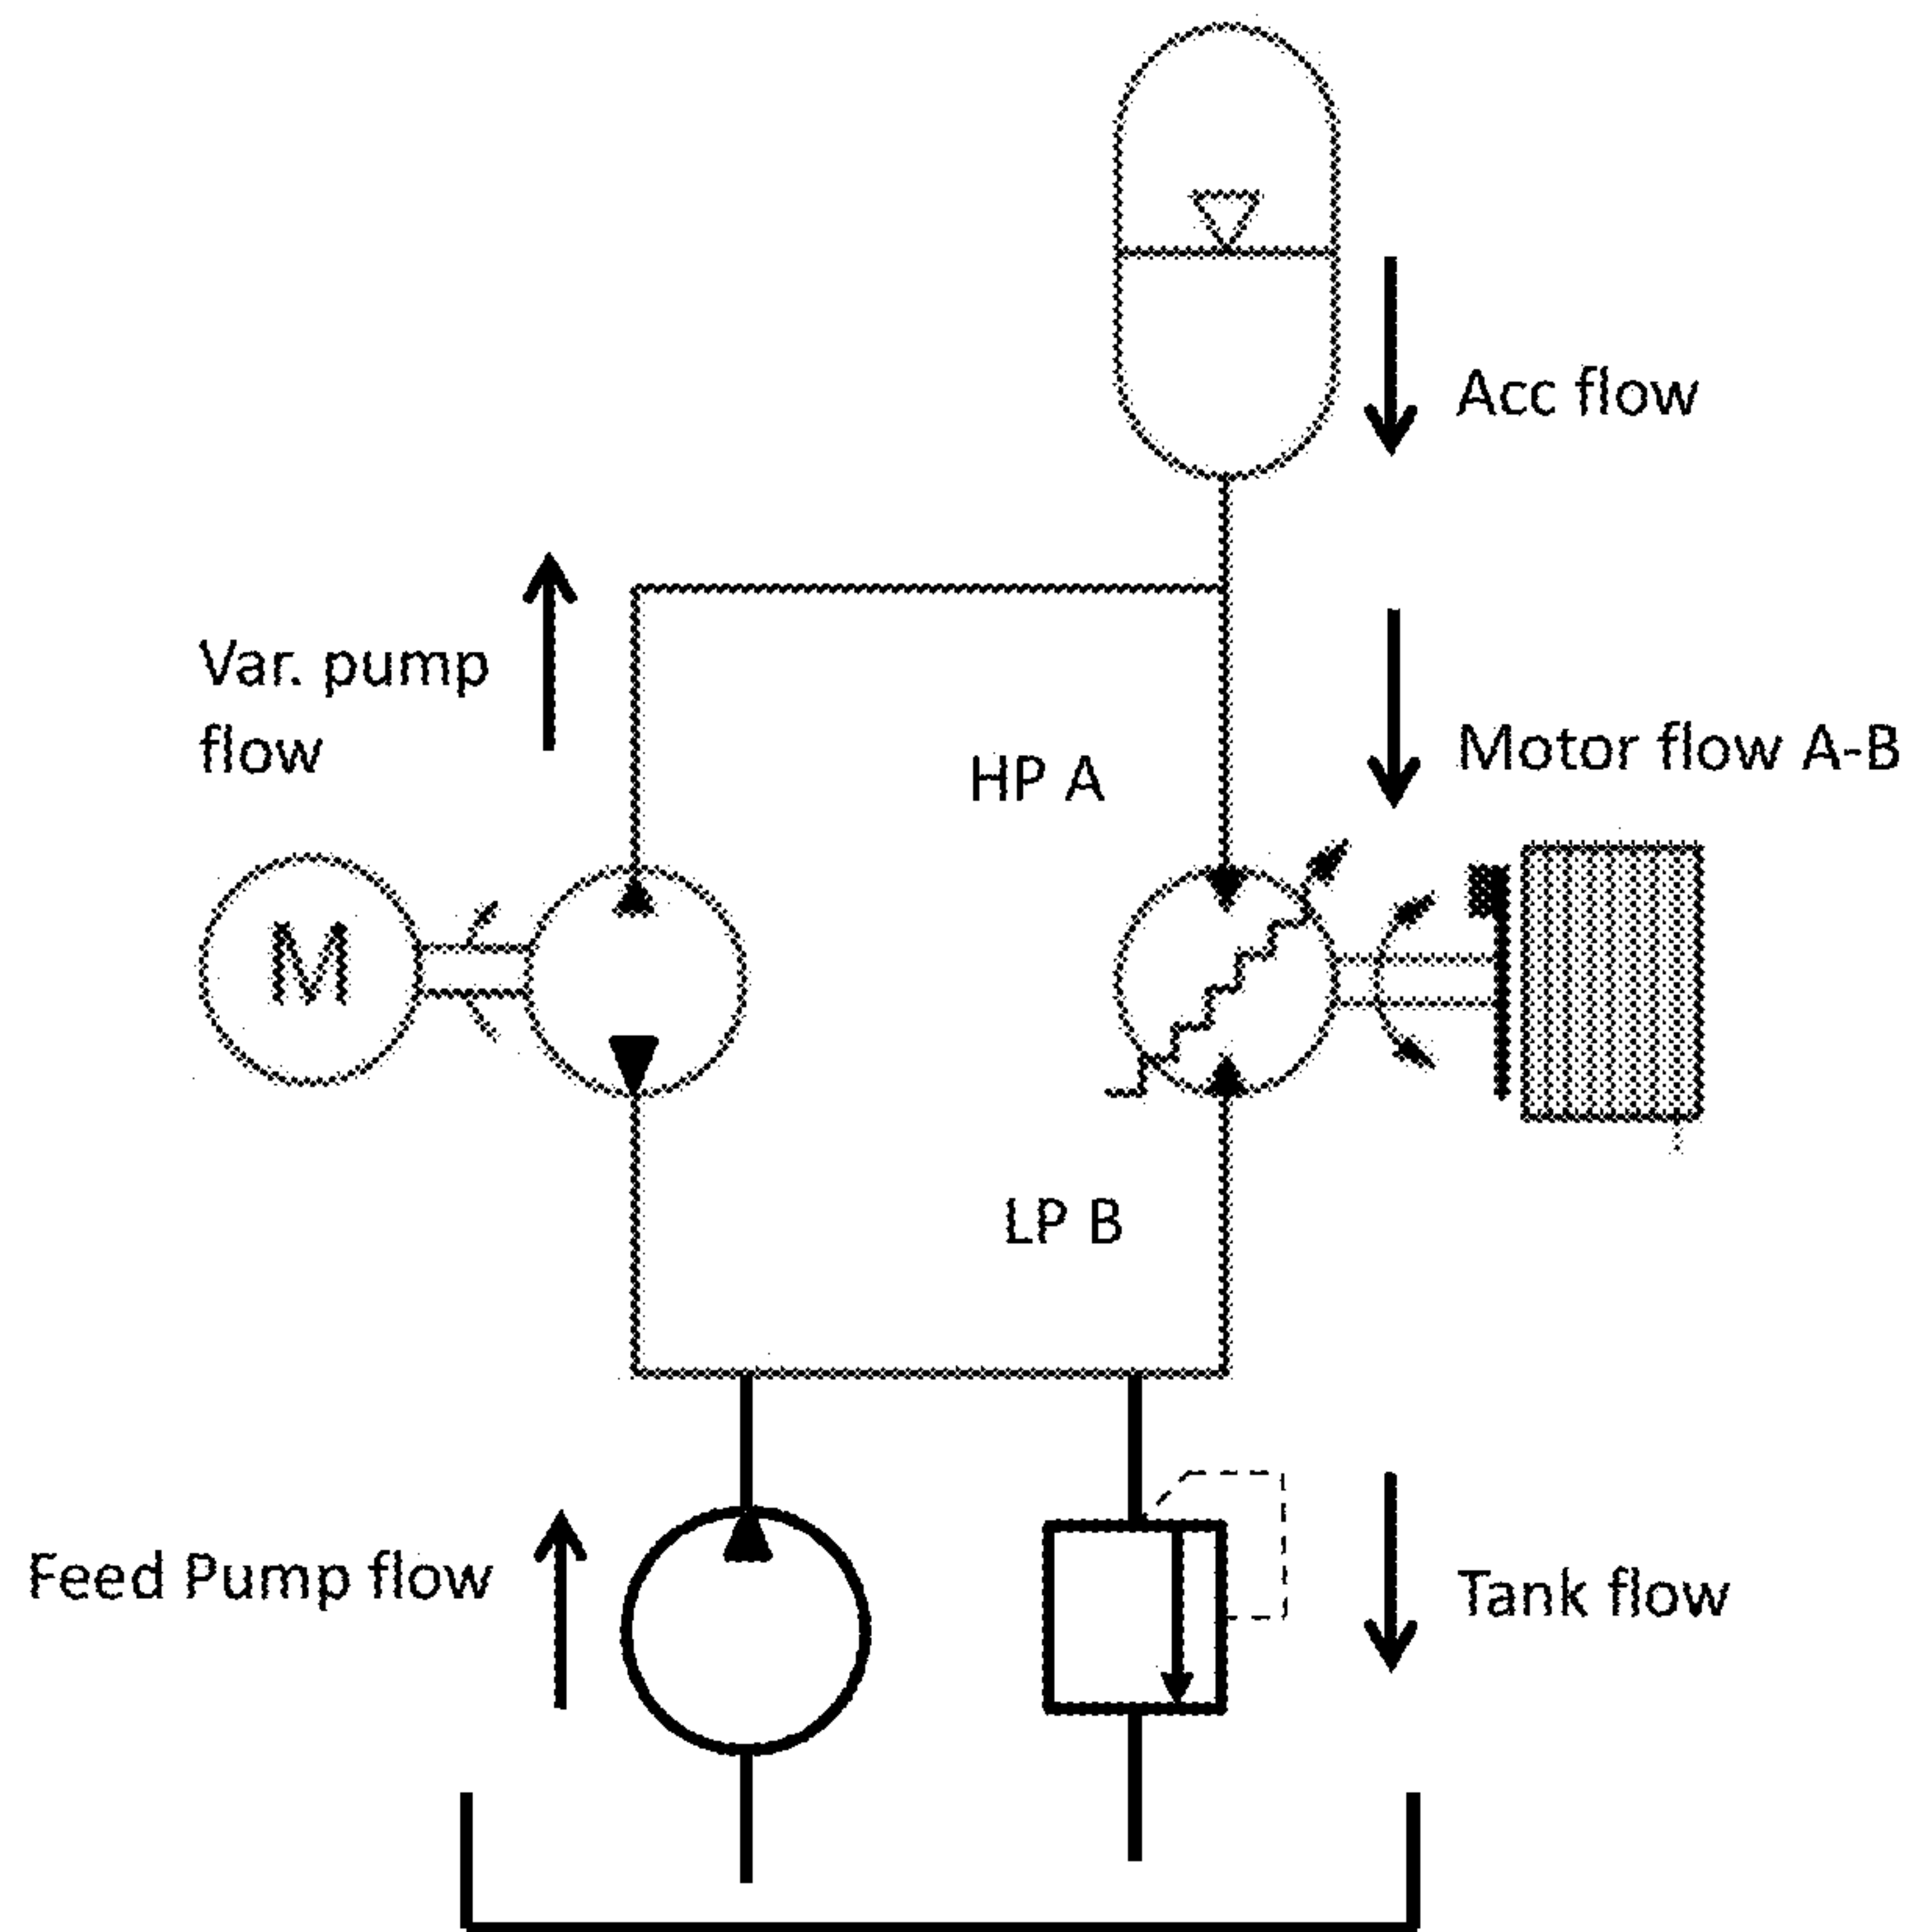 Acc flow
Var. pump
flow
Motor flow A-B
HP A
M
LP B
Feed Pump flow
Tank flow